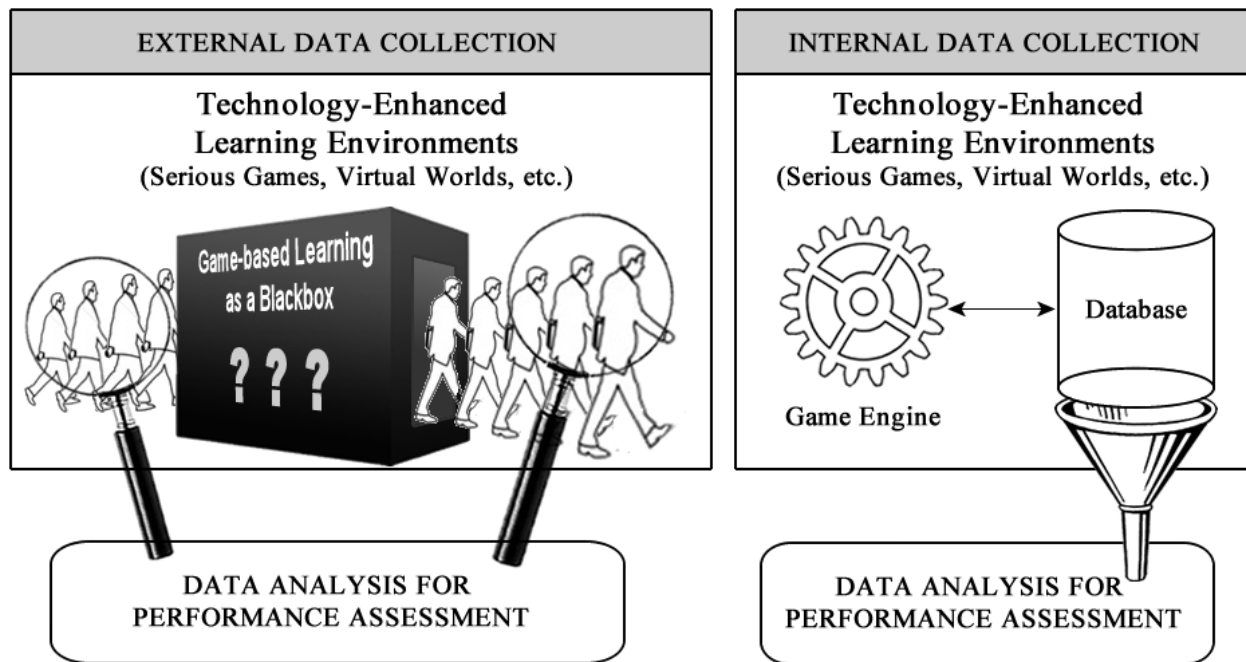 EXTERNAL DATA COLLECTION
Technology-Enhanced
Learning Environments
(Serious Games, Virtual Worlds, etc.)
Game-based Learning
as a Blackbox
? ? ?
DATA ANALYSIS FOR
PERFORMANCE ASSESSMENT
INTERNAL DATA COLLECTION
Technology-Enhanced
Learning Environments
(Serious Games, Virtual Worlds, etc.)
Database
Game Engine
DATA ANALYSIS FOR
PERFORMANCE ASSESSMENT